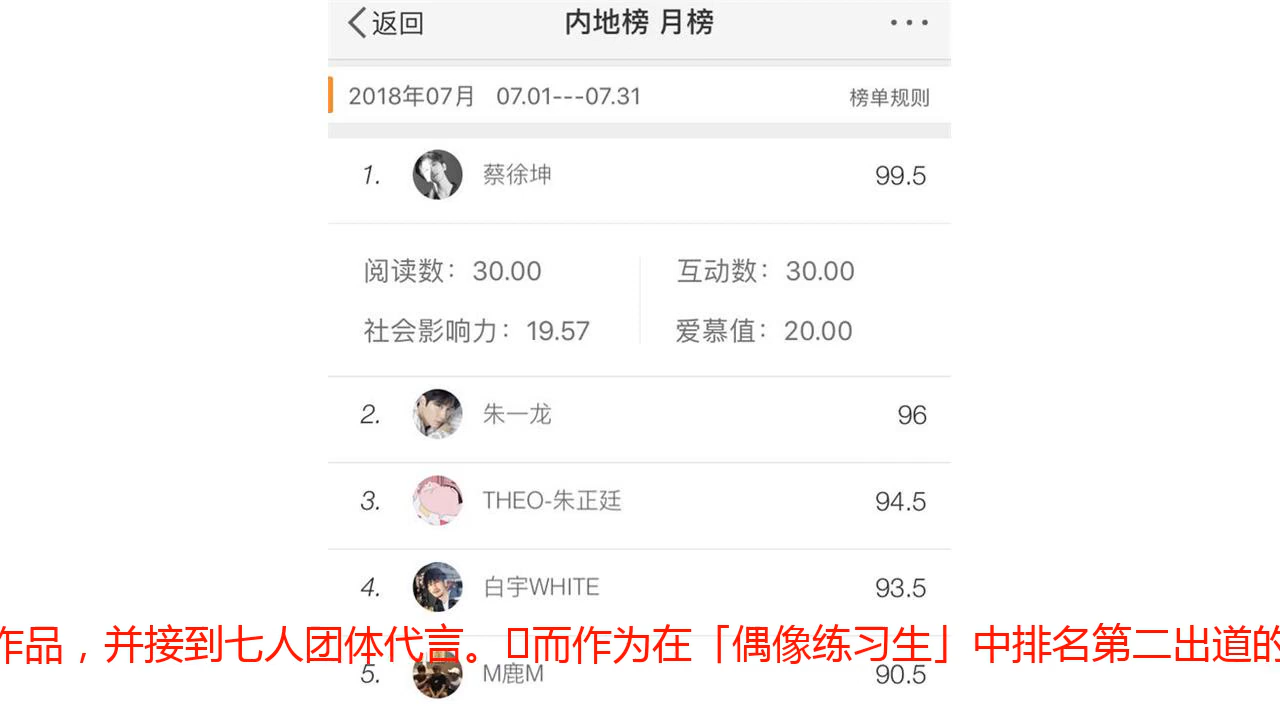 返回
内地榜 月榜
2018年07月 07.01---07.31
榜单规则
1. 蔡徐坤 99.5
阅读数：30.00 互动数：30.00
社会影响力：19.57 爱慕值：20.00
2. 朱一龙 96
3. THEO-朱正廷 94.5
4. 白宇WHITE 93.5
作品，并接到七人团体代言。而作为在「偶像练习生」中排名第二出道的
5. M鹿M 90.5